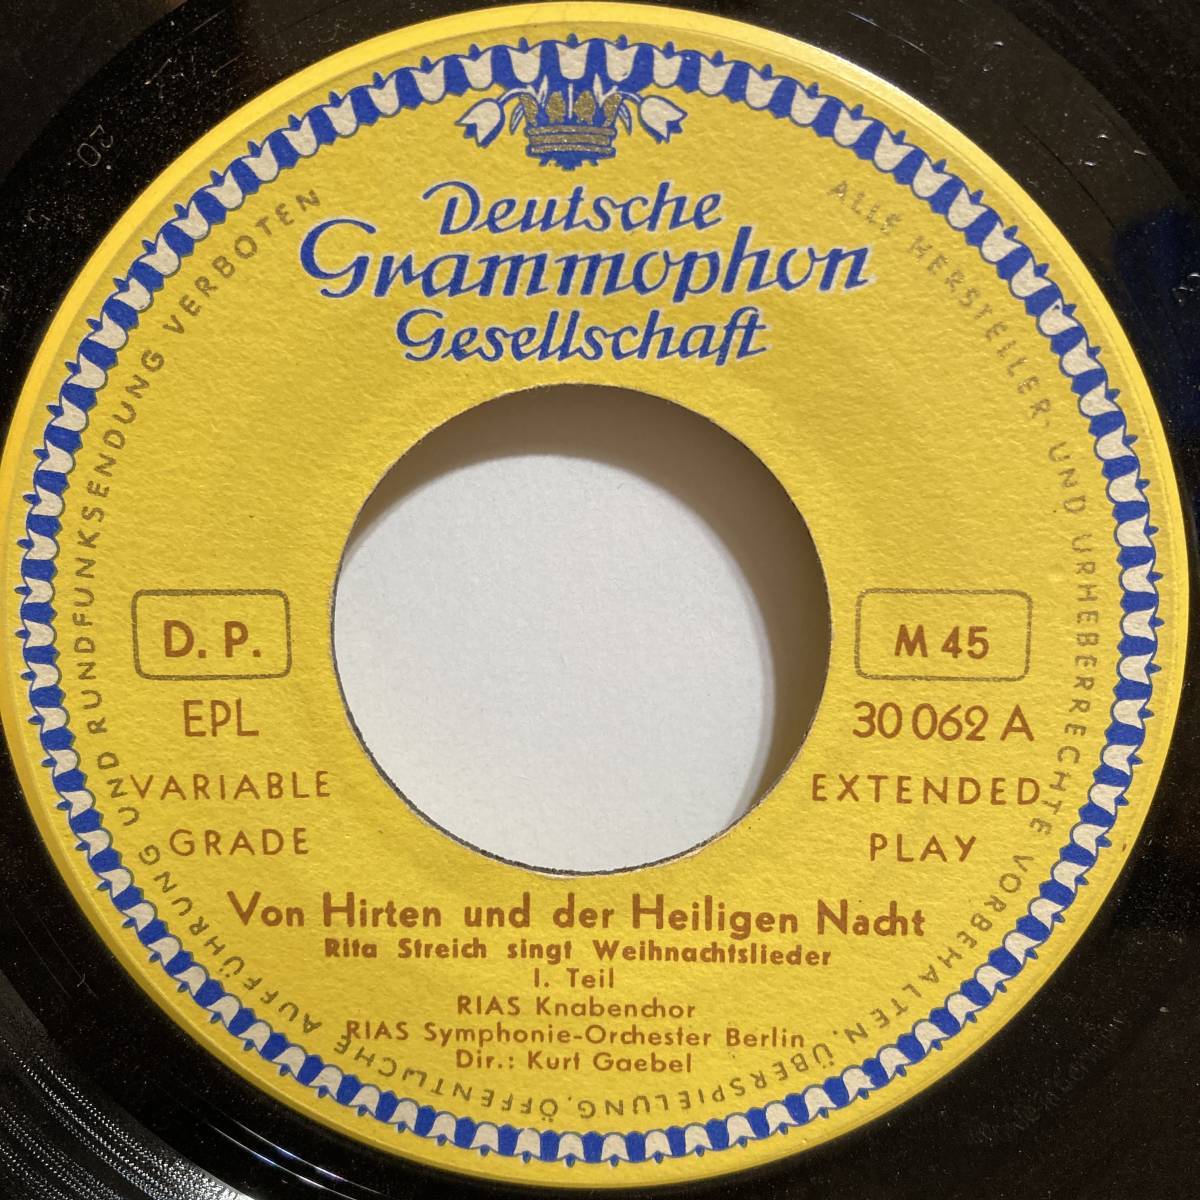 Deutsche
Grammophon
Gesellschaft
ALLE HERSTELLER- UND URHEBERRECHTE VORBEHALTEN. ÜBERSPIELUNG, ÖFFENTLICHE AUFFÜHRUNG UND RUNDFUNKSENDUNG VERBOTEN
D. P.
EPL
VARIABLE
GRADE
M 45
30 062 A
EXTENDED
PLAY
Von Hirten und der Heiligen Nacht
Rita Streich singt Weihnachtslieder
I. Teil
RIAS Knabenchor
RIAS Symphonie-Orchester Berlin
Dir.: Kurt Gaebel